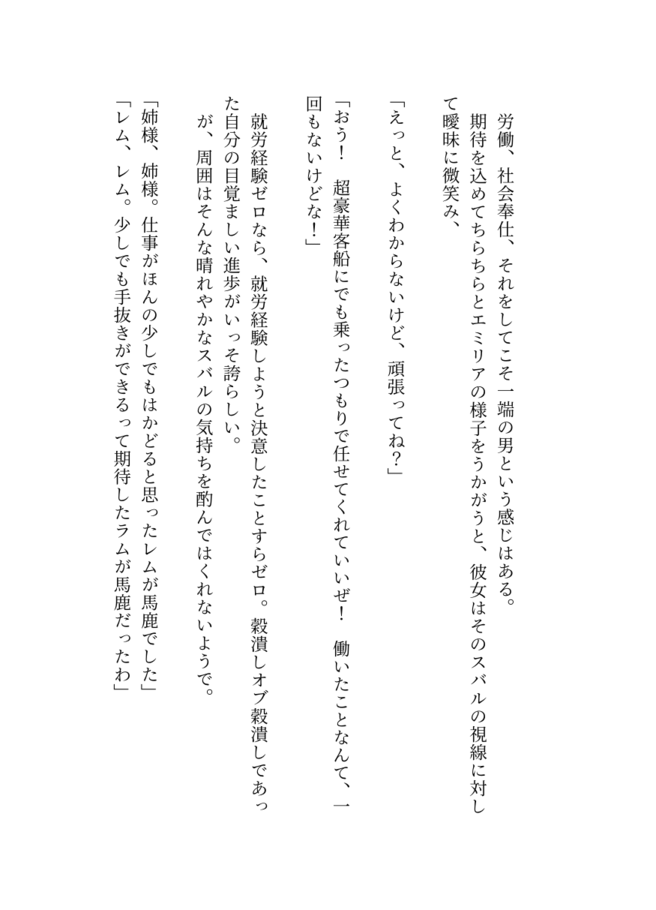 労働、社会奉仕、それをしてこそ一端の男という感じはある。
　期待を込めてちらちらとエミリアの様子をうかがうと、彼女はそのスバルの視線に対し
て曖昧に微笑み、
「えっと、よくわからないけど、頑張ってね？」
「おう！　超豪華客船にでも乗ったつもりで任せてくれていいぜ！　働いたことなんて、一
回もないけどな！」
　就労経験ゼロなら、就労経験しようと決意したことすらゼロ。穀潰しオブ穀潰しであっ
た自分の目覚ましい進歩がいっそ誇らしい。
　が、周囲はそんな晴れやかなスバルの気持ちを酌んではくれないようで。
「姉様、姉様。仕事がほんの少しでもはかどると思ったレムが馬鹿でした」
「レム、レム。少しでも手抜きができるって期待したラムが馬鹿だったわ」